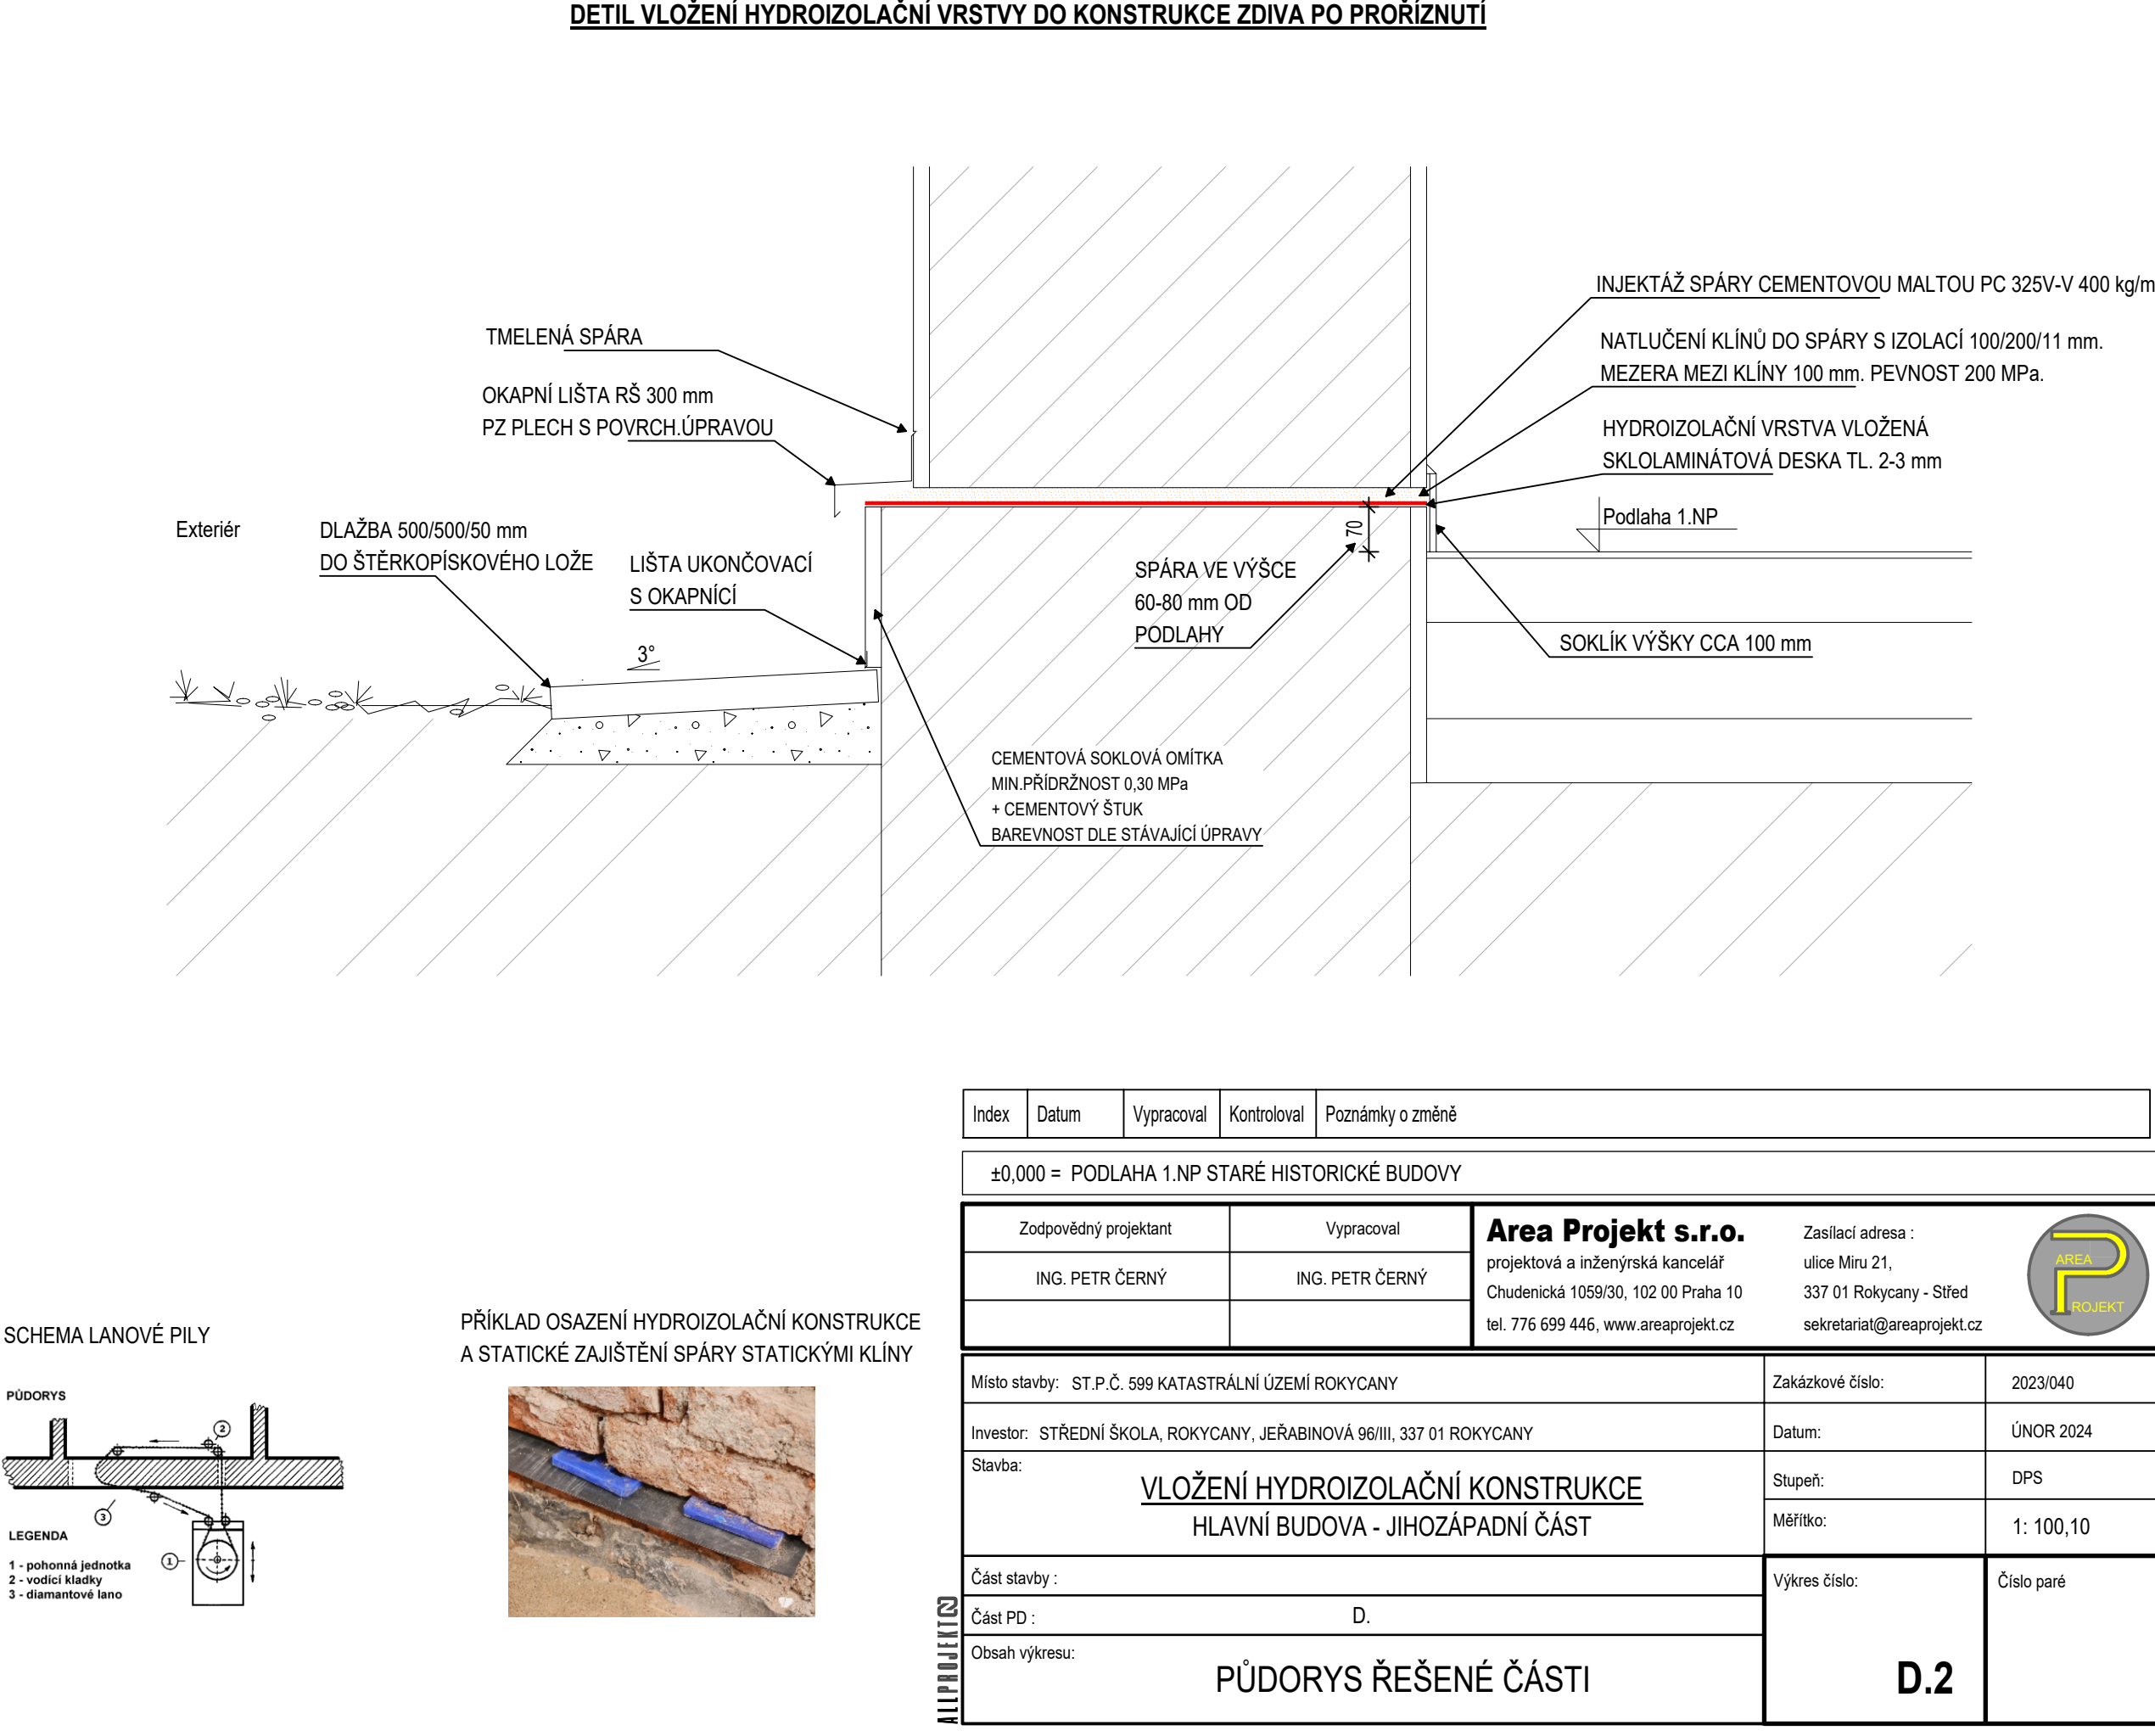 DETIL VLOŽENÍ HYDROIZOLAČNÍ VRSTVY DO KONSTRUKCE ZDIVA PO PROŘÍZNUTÍ
INJEKTÁŽ SPÁRY CEMENTOVOU MALTOU PC 325V-V 400 kg/m
TMELENÁ SPÁRA
NATLUČENÍ KLÍNŮ DO SPÁRY S IZOLACÍ 100/200/11 mm.
MEZERA MEZI KLÍNY 100 mm. PEVNOST 200 MPa.
OKAPNÍ LIŠTA RŠ 300 mm
PZ PLECH S POVRCH.ÚPRAVOU
HYDROIZOLAČNÍ VRSTVA VLOŽENÁ
SKLOLAMINÁTOVÁ DESKA TL. 2-3 mm
Exteriér
DLAŽBA 500/500/50 mm
DO ŠTĚRKOPÍSKOVÉHO LOŽE
LIŠTA UKONČOVACÍ
S OKAPNÍCÍ
70
Podlaha 1.NP
SPÁRA VE VÝŠCE
60-80 mm OD
PODLAHY
3°
SOKLÍK VÝŠKY CCA 100 mm
CEMENTOVÁ SOKLOVÁ OMÍTKA
MIN.PŘÍDRŽNOST 0,30 MPa
+ CEMENTOVÝ ŠTUK
BAREVNOST DLE STÁVAJÍCÍ ÚPRAVY
SCHEMA LANOVÉ PILY
PŮDORYS
2
3
1
LEGENDA
1 - pohonná jednotka
2 - vodící kladky
3 - diamantové lano
PŘÍKLAD OSAZENÍ HYDROIZOLAČNÍ KONSTRUKCE
A STATICKÉ ZAJIŠTĚNÍ SPÁRY STATICKÝMI KLÍNY
Index Datum Vypracoval Kontroloval Poznámky o změně
±0,000 = PODLAHA 1.NP STARÉ HISTORICKÉ BUDOVY
Zodpovědný projektant Vypracoval
ING. PETR ČERNÝ ING. PETR ČERNÝ
Area Projekt s.r.o.
projektová a inženýrská kancelář
Chudenická 1059/30, 102 00 Praha 10
tel. 776 699 446, www.areaprojekt.cz
Zasílací adresa :
ulice Miru 21,
337 01 Rokycany - Střed
sekretariat@areaprojekt.cz
AREA
PROJEKT
Místo stavby: ST.P.Č. 599 KATASTRÁLNÍ ÚZEMÍ ROKYCANY
Zakázkové číslo: 2023/040
Investor: STŘEDNÍ ŠKOLA, ROKYCANY, JEŘABINOVÁ 96/III, 337 01 ROKYCANY
Datum: ÚNOR 2024
Stavba:
VLOŽENÍ HYDROIZOLAČNÍ KONSTRUKCE
HLAVNÍ BUDOVA - JIHOZÁPADNÍ ČÁST
Stupeň: DPS
Měřítko: 1: 100,10
Část stavby :
Část PD : D.
Obsah výkresu:
PŮDORYS ŘEŠENÉ ČÁSTI
Výkres číslo:
D.2
Číslo paré
ALLPROJEKT